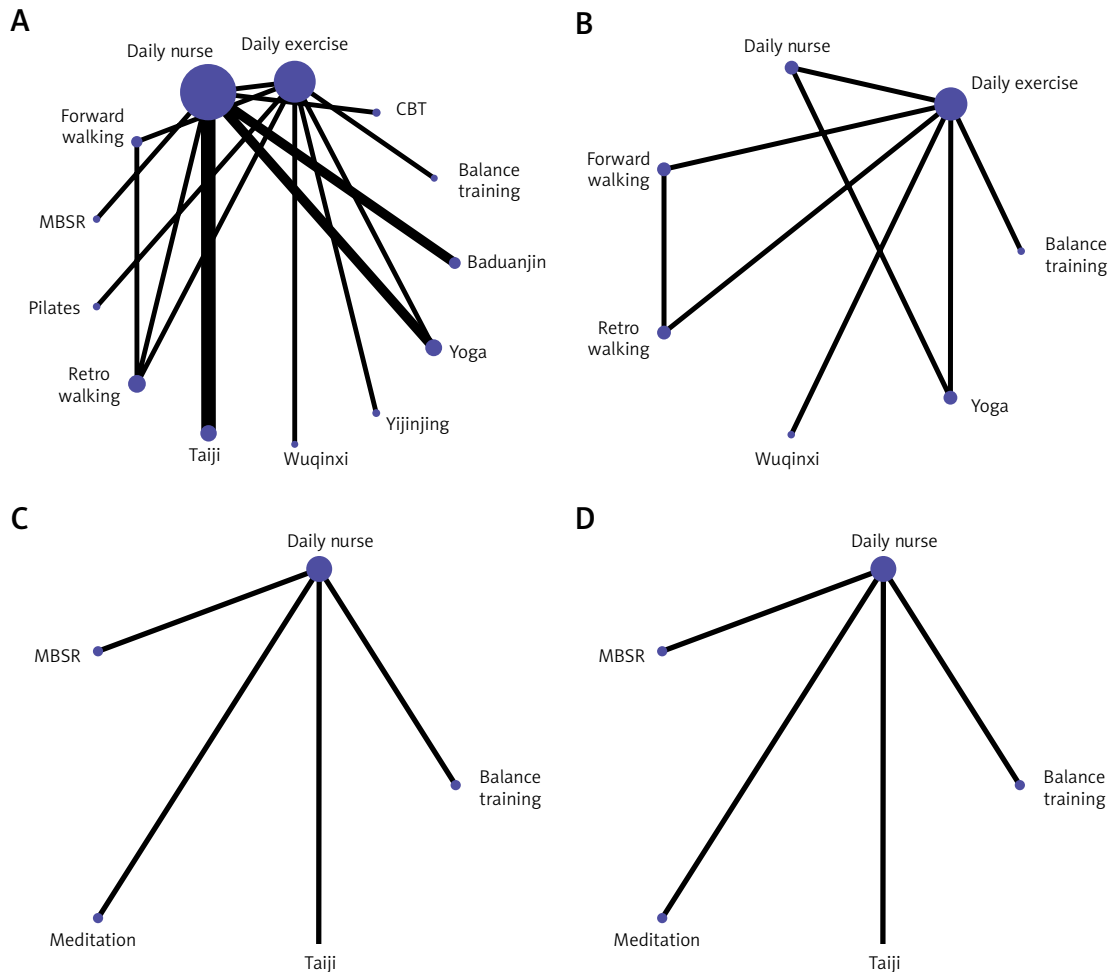 A
Daily nurse
Daily exercise
CBT
Forward
walking
Balance
training
MBSR
Baduanjin
Pilates
Yoga
Retro
walking
Yijinjing
Taiji
Wuqinxi
B
Daily nurse
Daily exercise
Forward
walking
Balance
training
Retro
walking
Yoga
Wuqinxi
C
Daily nurse
MBSR
Balance
training
Meditation
Taiji
D
Daily nurse
MBSR
Balance
training
Meditation
Taiji